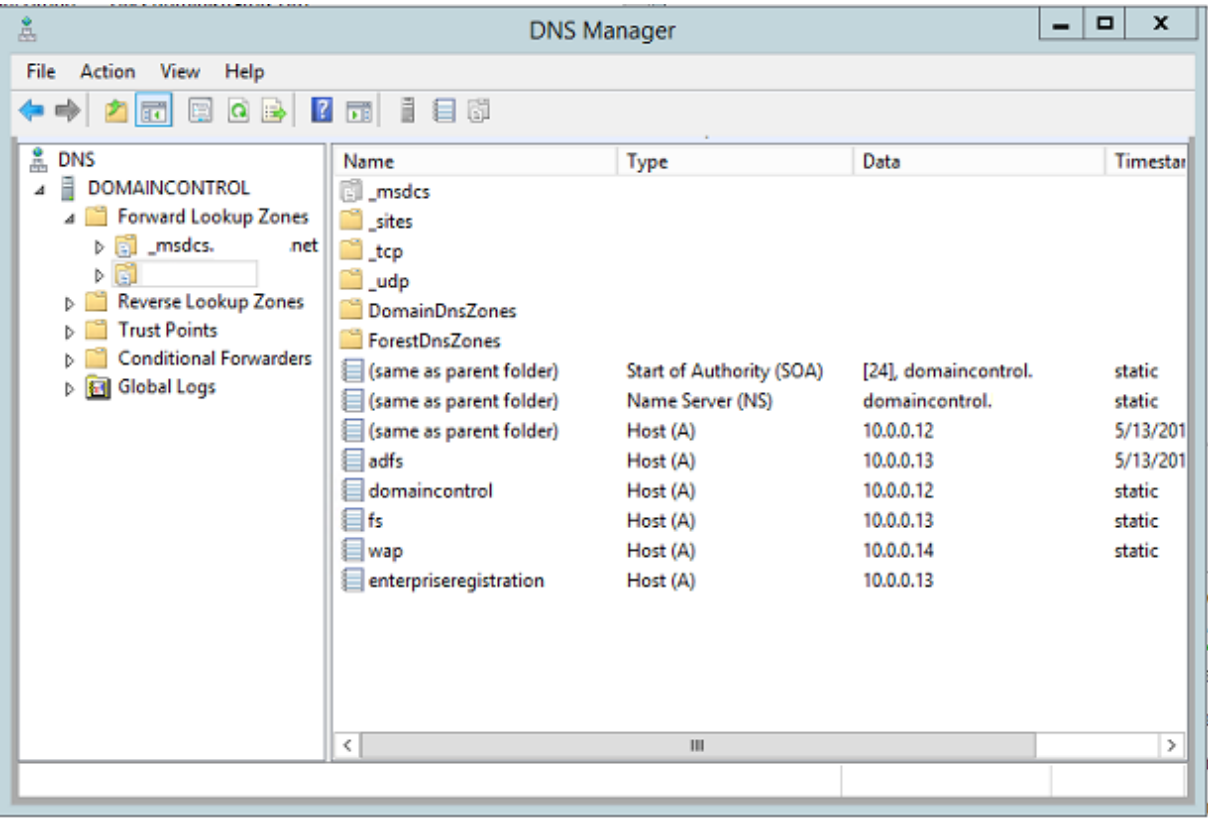 DNS Manager
File Action View Help
DNS
DOMAINCONTROL
Forward Lookup Zones
_msdcs. .net
Reverse Lookup Zones
Trust Points
Conditional Forwarders
Global Logs
Name Type Data Timestar
_msdcs
_sites
_tcp
_udp
DomainDnsZones
ForestDnsZones
(same as parent folder) Start of Authority (SOA) [24], domaincontrol. static
(same as parent folder) Name Server (NS) domaincontrol. static
(same as parent folder) Host (A) 10.0.0.12 5/13/201
adfs Host (A) 10.0.0.13 5/13/201
domaincontrol Host (A) 10.0.0.12 static
fs Host (A) 10.0.0.13 static
wap Host (A) 10.0.0.14 static
enterpriseregistration Host (A) 10.0.0.13